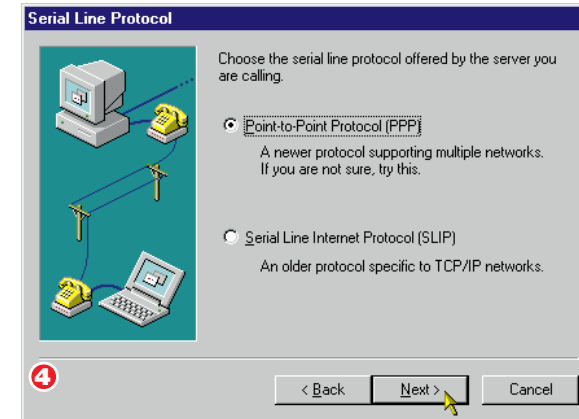 Serial Line Protocol
Choose the serial line protocol offered by the server you
are calling.
Point-to-Point Protocol (PPP)
A newer protocol supporting multiple networks.
If you are not sure, try this.
Serial Line Internet Protocol (SLIP)
An older protocol specific to TCP/IP networks.
4
< Back Next > Cancel